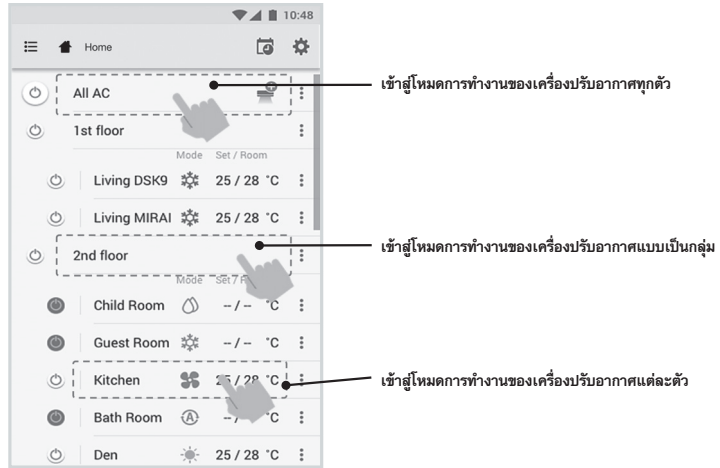 10:48
Home
All AC
เข้าสู่โหมดการทำงานของเครื่องปรับอากาศทุกตัว
1st floor
Mode Set / Room
Living DSK9 25 / 28 °C
Living MIRAI 25 / 28 °C
2nd floor
เข้าสู่โหมดการทำงานของเครื่องปรับอากาศแบบเป็นกลุ่ม
Mode Set / R
Child Room -- / -- °C
Guest Room -- / -- °C
Kitchen 25 / 28 °C
เข้าสู่โหมดการทำงานของเครื่องปรับอากาศแต่ละตัว
Bath Room A °C
Den 25 / 28 °C